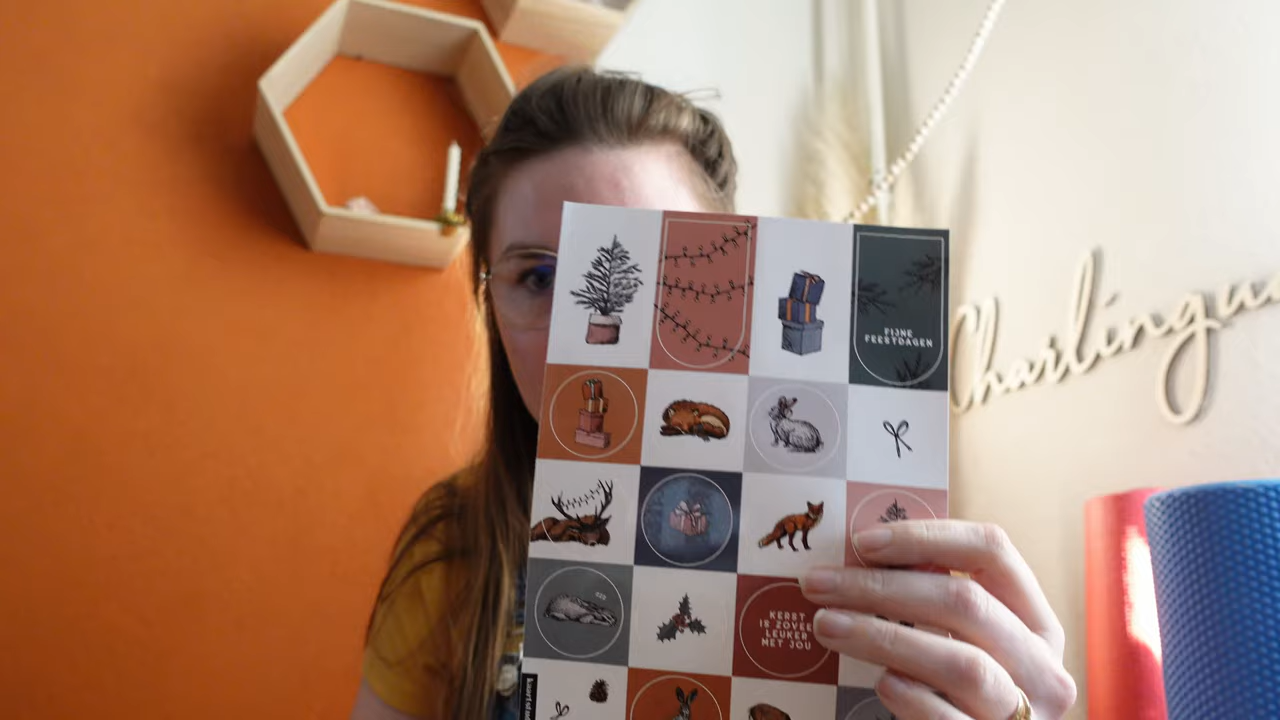 FIJNE
FEESTDAGEN
Charlingua
KERST
IS ZOVEEL
LEUKER
MET JOU